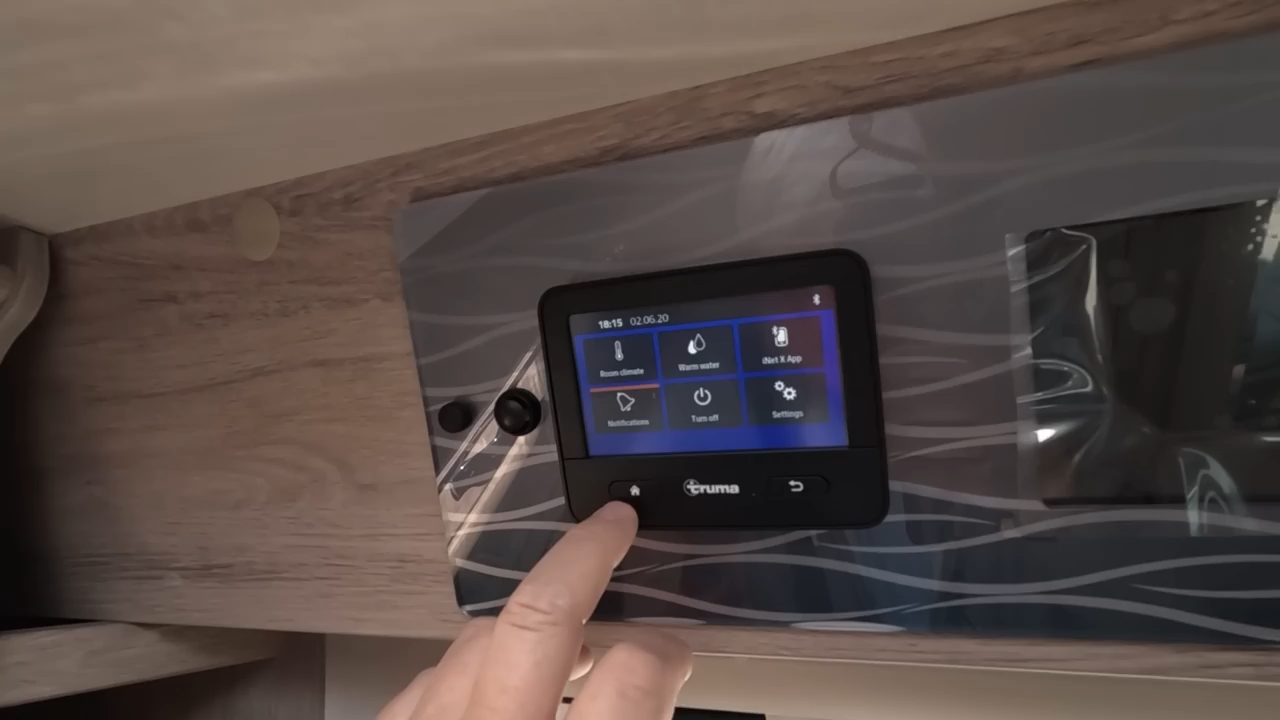 18:15 02.06.20
Room climate
Warm water
iNet X App
Notifications
Turn off
Settings
truma